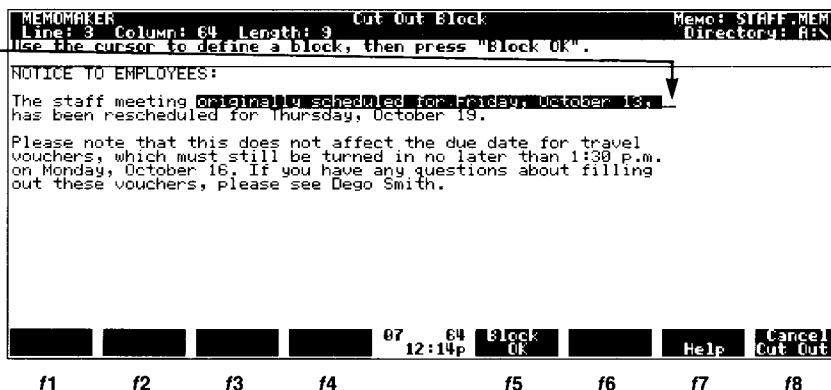 MEMOMAKER Cut Out Block Memo: STAFF.MEM
Line: 3 Column: 64 Length: 9 Directory: A:\
Use the cursor to define a block, then press "Block OK".
NOTICE TO EMPLOYEES:
The staff meeting originally scheduled for Friday, October 13,
has been rescheduled for Thursday, October 19.
Please note that this does not affect the due date for travel
vouchers, which must still be turned in no later than 1:30 p.m.
on Monday, October 16. If you have any questions about filling
out these vouchers, please see Dego Smith.
07 64 Block Cancel
12:14p OK Help Cut Out
f1 f2 f3 f4 f5 f6 f7 f8